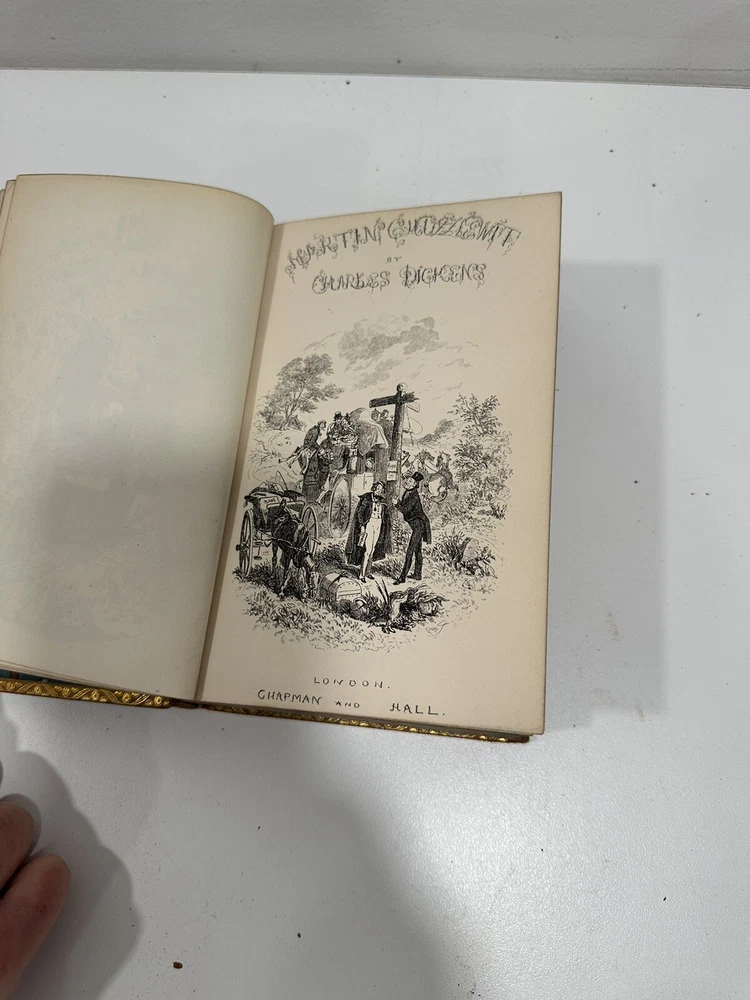 MARTIN CHUZZLEWIT
BY
CHARLES DICKENS
LONDON.
CHAPMAN AND HALL.